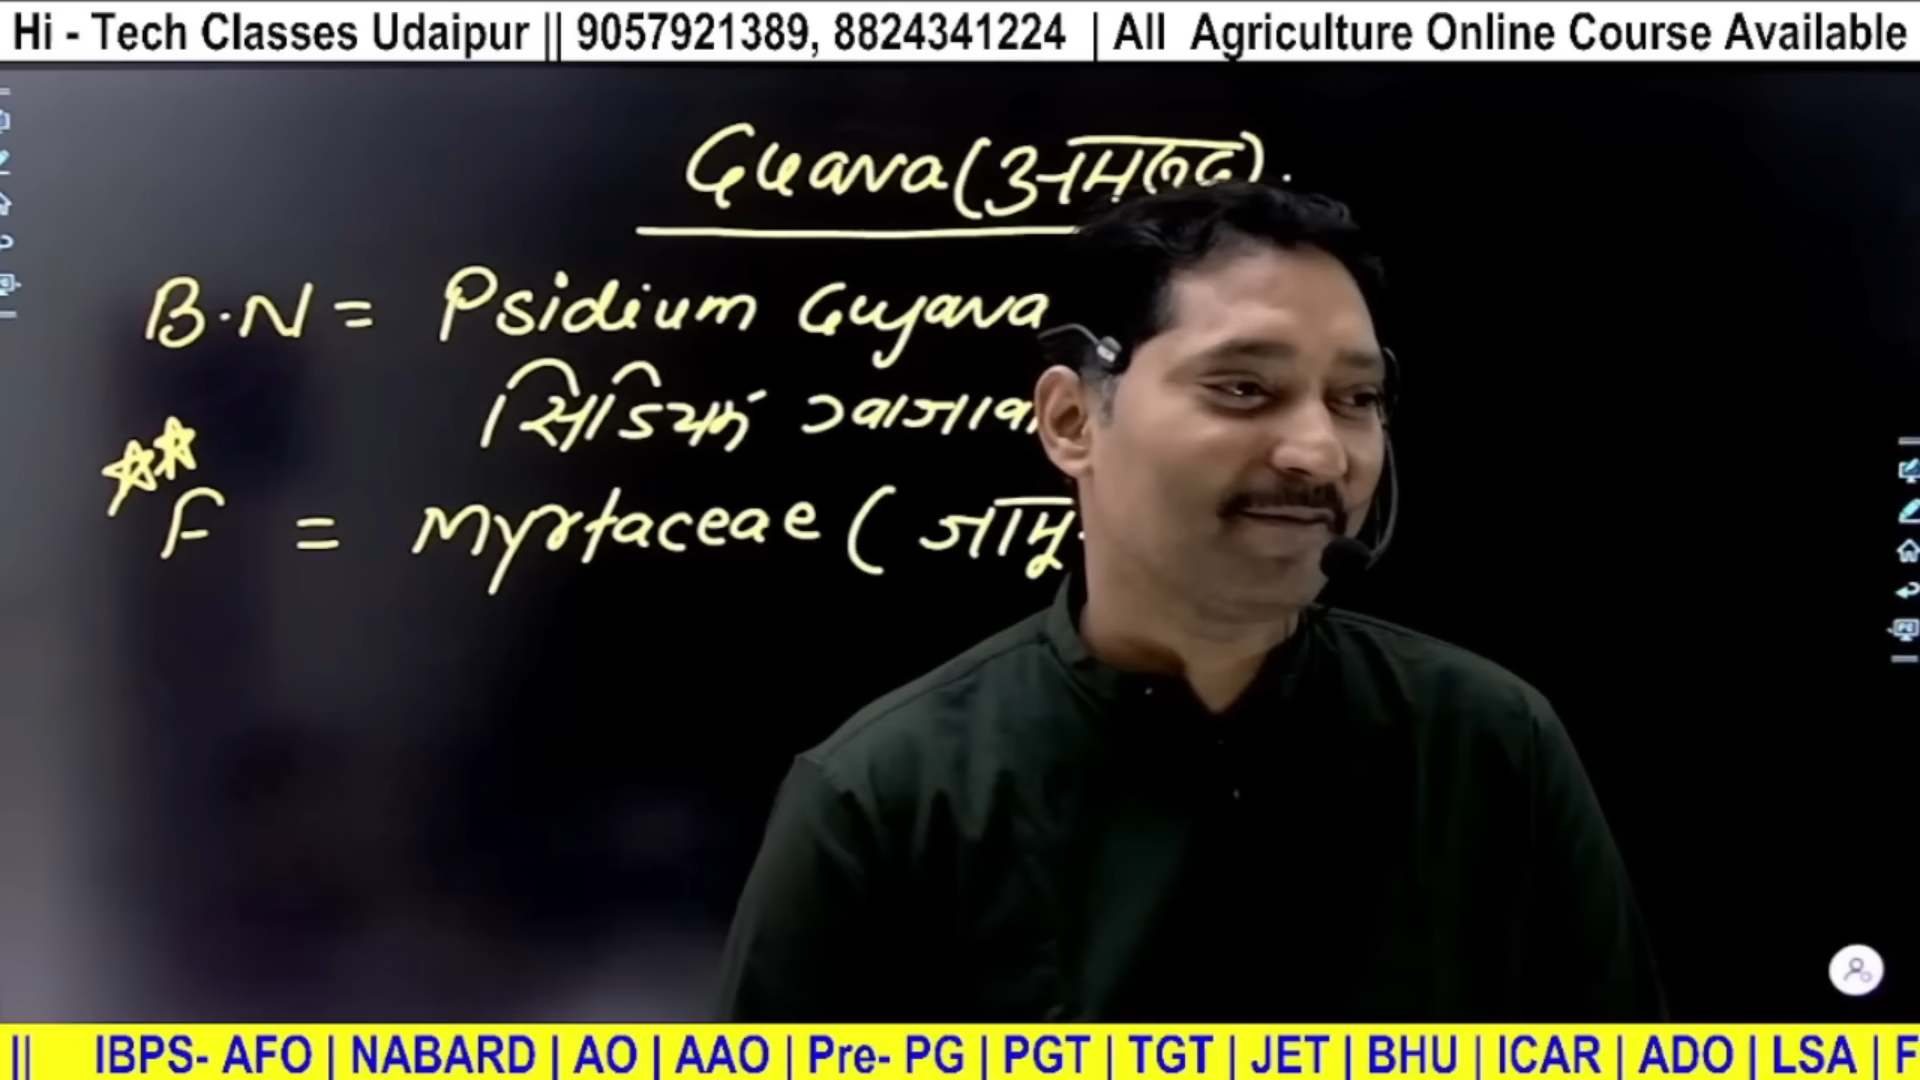 Hi - Tech Classes Udaipur || 9057921389, 8824341224 | All Agriculture Online Course Available
Guava (अमरूद).
B.N = Psidium Gujava
सिडियम ग्वाजावा
F = Myrtaceae ( जामु
|| IBPS- AFO | NABARD | AO | AAO | Pre- PG | PGT | TGT | JET | BHU | ICAR | ADO | LSA | F